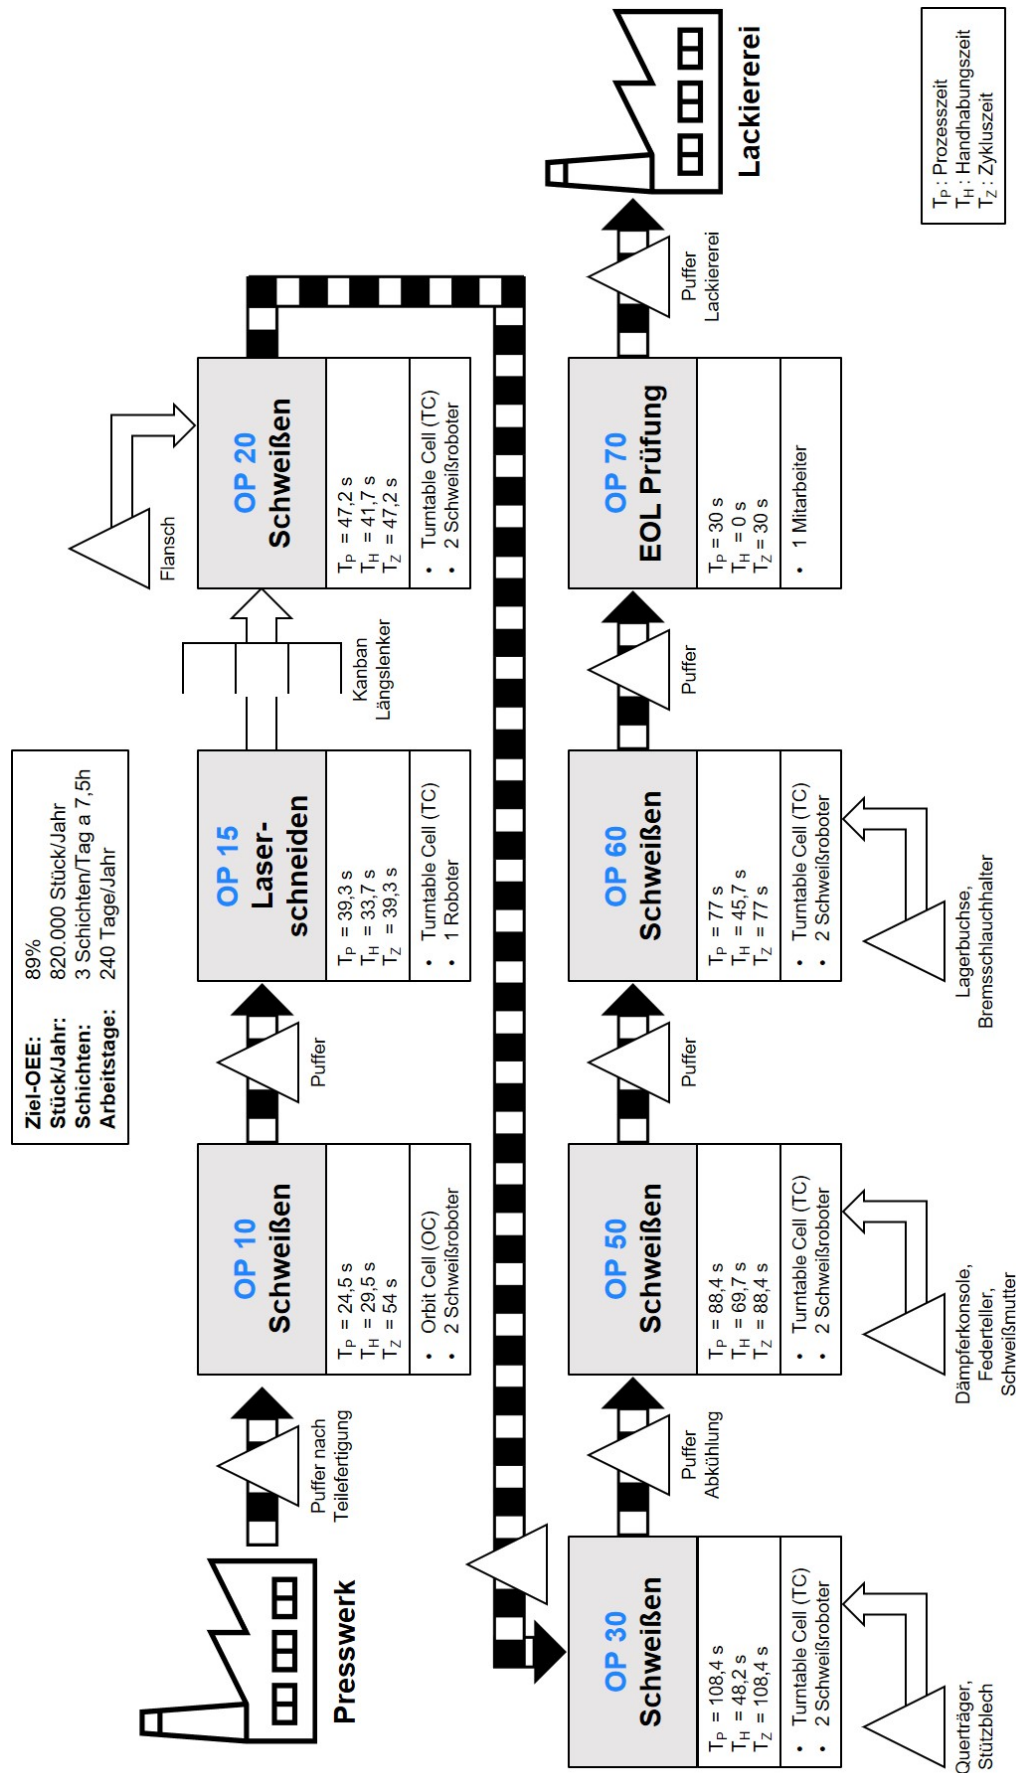 Ziel-OEE: 89%
Stück/Jahr: 820.000 Stück/Jahr
Schichten: 3 Schichten/Tag a 7,5h
Arbeitstage: 240 Tage/Jahr
Presswerk
Puffer nach
Teilefertigung
OP 10
Schweißen
TP = 24,5 s
TH = 29,5 s
TZ = 54 s
• Orbit Cell (OC)
• 2 Schweißroboter
Puffer
OP 15
Laser-
schneiden
TP = 39,3 s
TH = 33,7 s
TZ = 39,3 s
• Turntable Cell (TC)
• 1 Roboter
Kanban
Längslenker
Flansch
OP 20
Schweißen
TP = 47,2 s
TH = 41,7 s
TZ = 47,2 s
• Turntable Cell (TC)
• 2 Schweißroboter
OP 30
Schweißen
TP = 108,4 s
TH = 48,2 s
TZ = 108,4 s
• Turntable Cell (TC)
• 2 Schweißroboter
Querträger,
Stützblech
Puffer
Abkühlung
OP 50
Schweißen
TP = 88,4 s
TH = 69,7 s
TZ = 88,4 s
• Turntable Cell (TC)
• 2 Schweißroboter
Dämpferkonsole,
Federteller,
Schweißmutter
Puffer
OP 60
Schweißen
TP = 77 s
TH = 45,7 s
TZ = 77 s
• Turntable Cell (TC)
• 2 Schweißroboter
Lagerbuchse,
Bremsschlauchhalter
Puffer
OP 70
EOL Prüfung
TP = 30 s
TH = 0 s
TZ = 30 s
• 1 Mitarbeiter
Puffer
Lackiererei
Lackiererei
TP : Prozesszeit
TH : Handhabungszeit
TZ : Zykluszeit